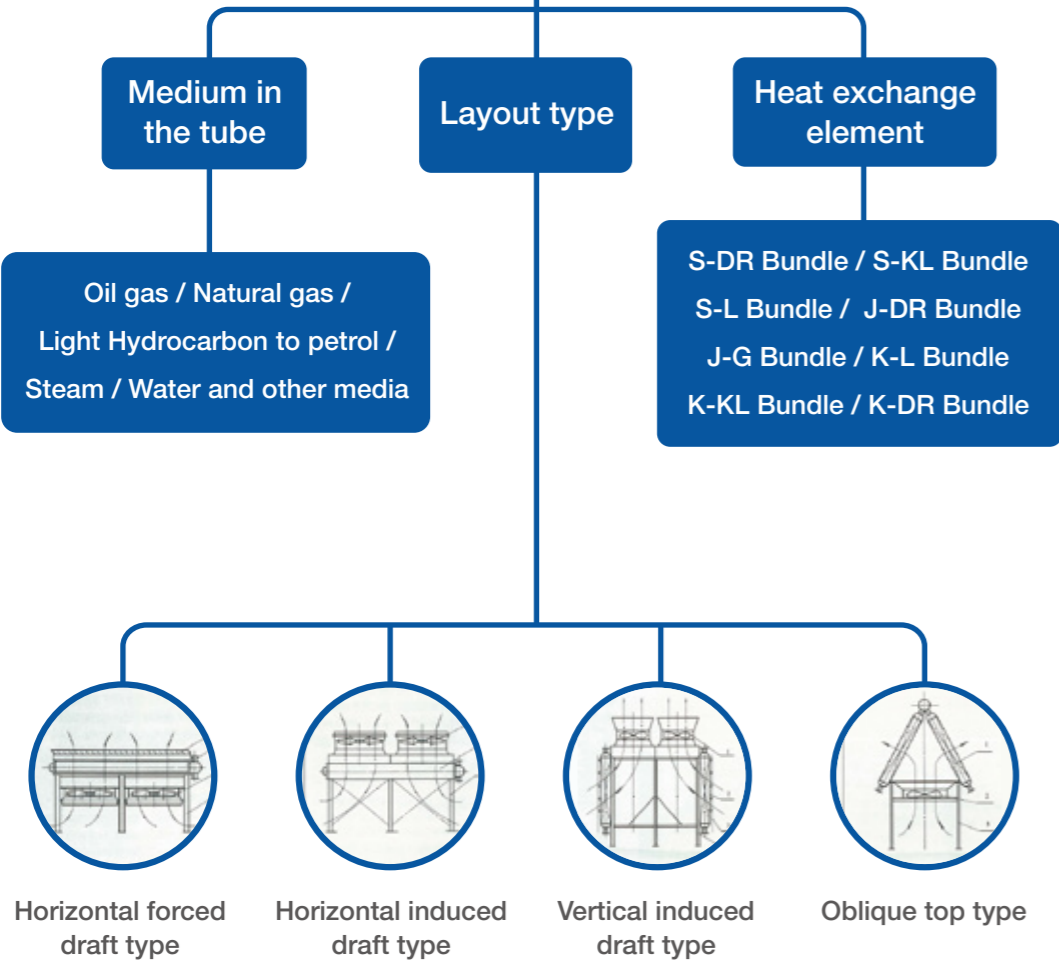 Medium in
the tube
Layout type
Heat exchange
element
Oil gas / Natural gas /
Light Hydrocarbon to petrol /
Steam / Water and other media
S-DR Bundle / S-KL Bundle
S-L Bundle / J-DR Bundle
J-G Bundle / K-L Bundle
K-KL Bundle / K-DR Bundle
Horizontal forced
draft type
Horizontal induced
draft type
Vertical induced
draft type
Oblique top type